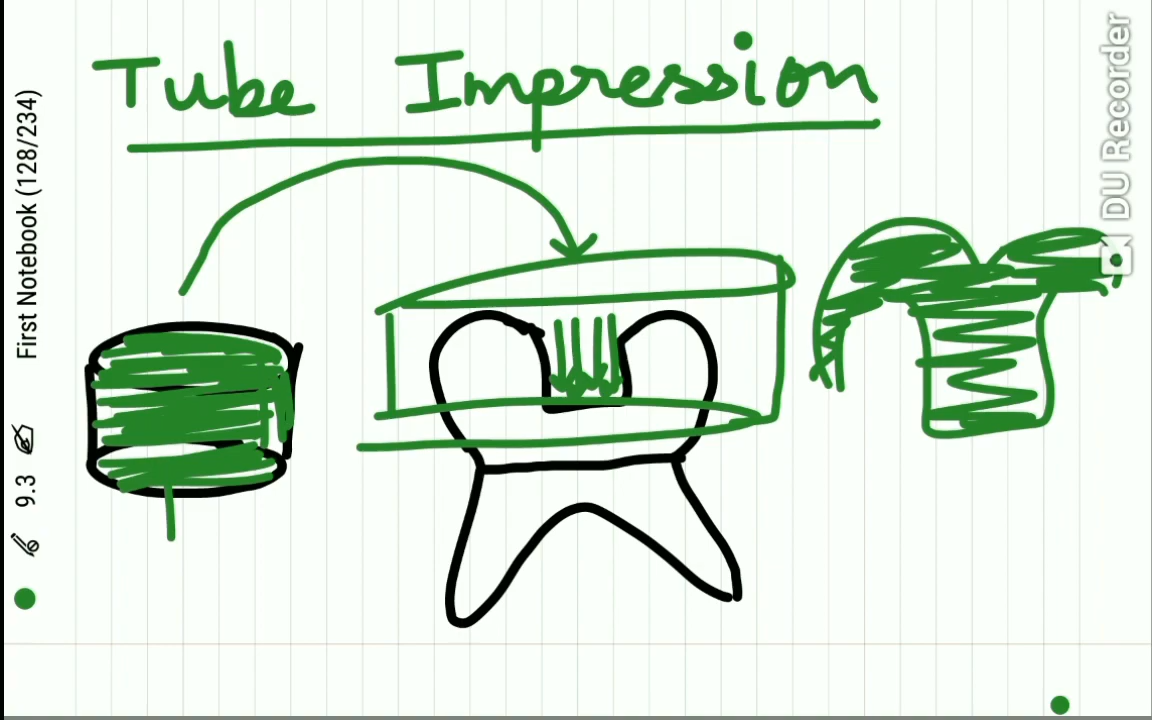 Tube Impression
First Notebook (128/234)
9.3
DU Recorder